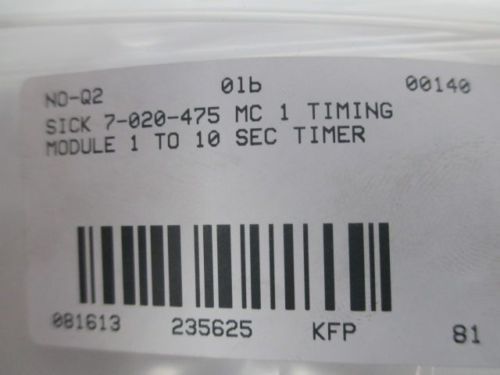 NO-Q2 01b 00140
SICK 7-020-475 MC 1 TIMING
MODULE 1 TO 10 SEC TIMER
081613 235625 KFP 81